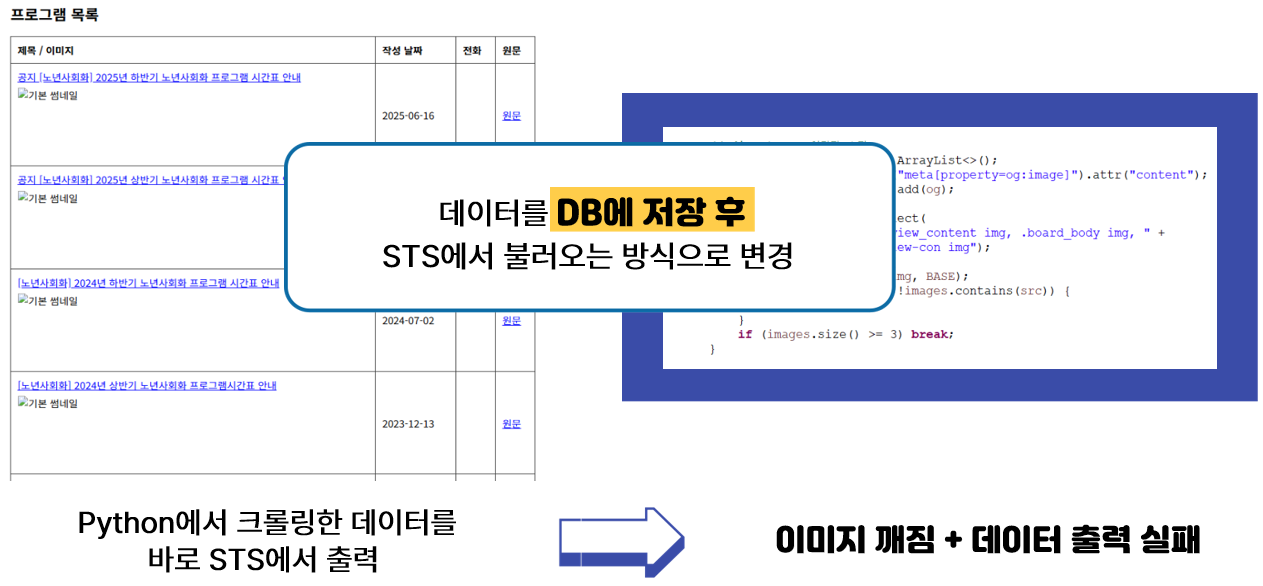 프로그램 목록
제목 / 이미지 작성 날짜 전화 원문
공지 [노년사회화] 2025년 하반기 노년사회화 프로그램 시간표 안내
기본 썸네일
2025-06-16 원문
공지 [노년사회화] 2025년 상반기 노년사회화 프로그램 시간표
기본 썸네일
[노년사회화] 2024년 하반기 노년사회화 프로그램 시간표 안내
기본 썸네일
2024-07-02 원문
[노년사회화] 2024년 상반기 노년사회화 프로그램시간표 안내
기본 썸네일
2023-12-13 원문
데이터를 DB에 저장 후
STS에서 불러오는 방식으로 변경
ArrayList<>();
"meta[property=og:image]").attr("content");
add(og);
ect(
view_content img, .board_body img, " +
ew-con img");
mg, BASE);
!images.contains(src)) {
}
if (images.size() >= 3) break;
}
Python에서 크롤링한 데이터를
바로 STS에서 출력
이미지 깨짐 + 데이터 출력 실패